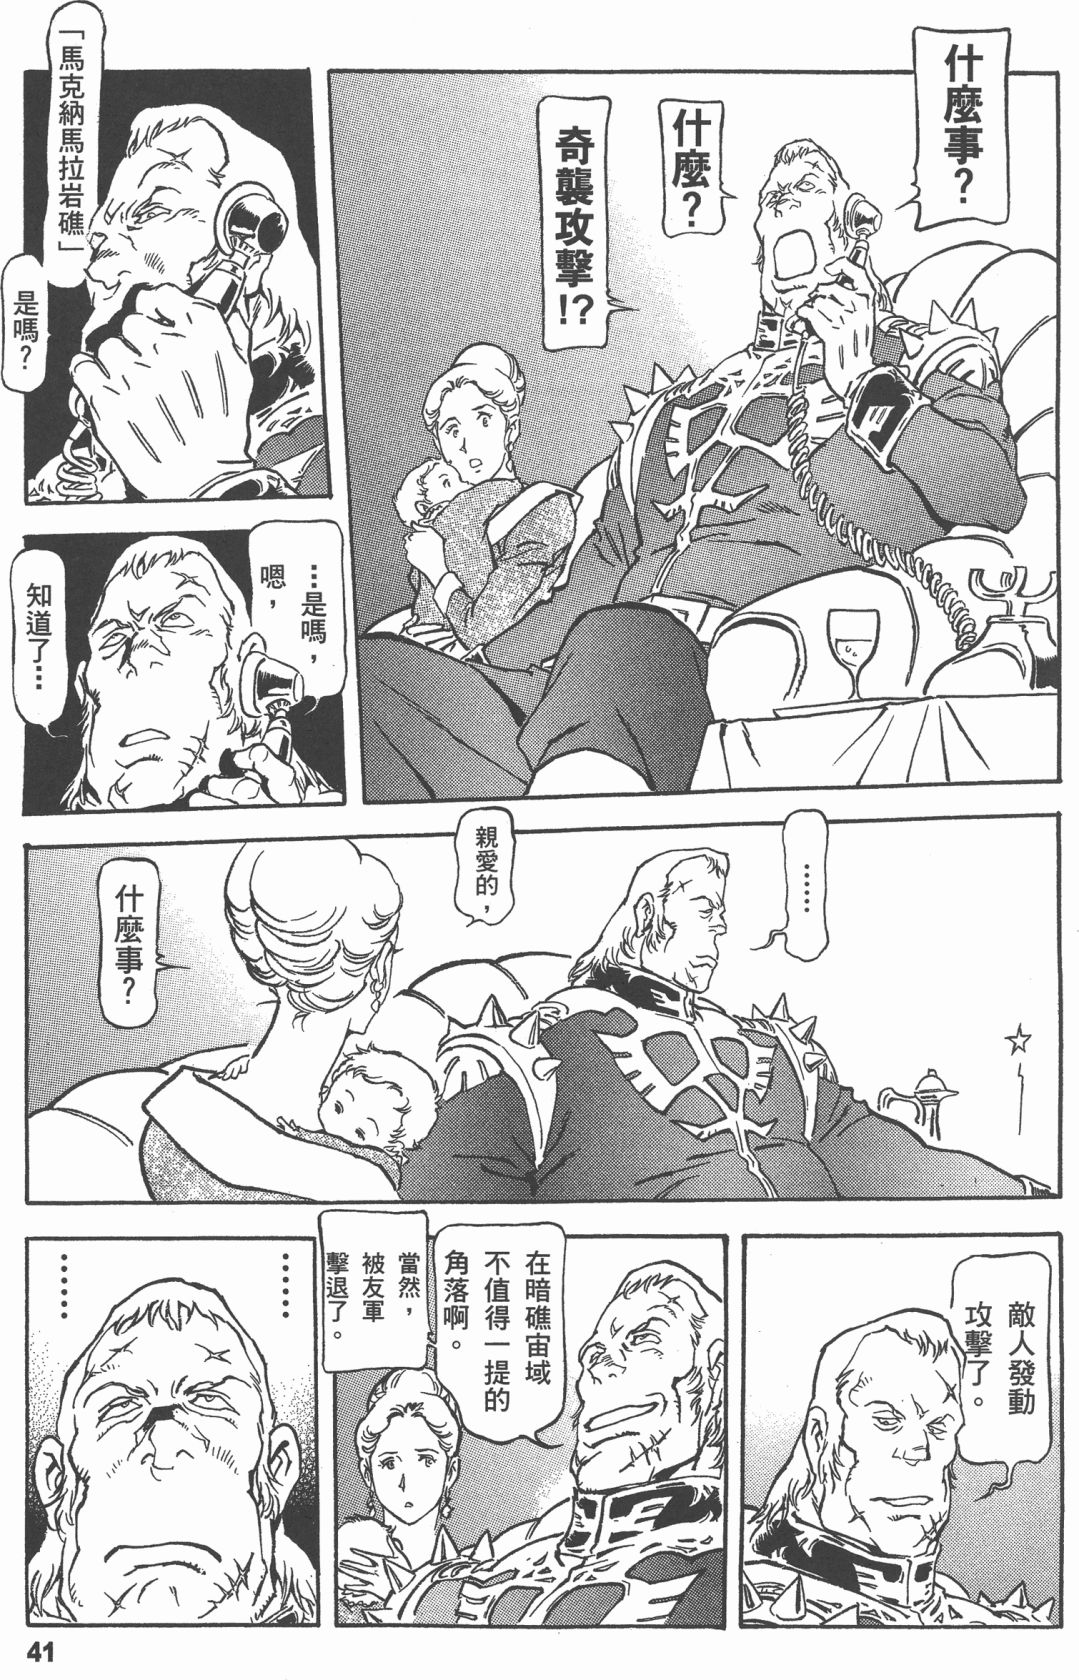 什麼事？
什麼？
奇襲攻擊!?
「馬克納馬拉岩礁」
是嗎？
…是嗎，
嗯，
知道了…
……
親愛的，
什麼事？
敵人發動
攻擊了。
在暗礁宙域
不值得一提的
角落啊。
當然，
被友軍
擊退了。
……
……
41